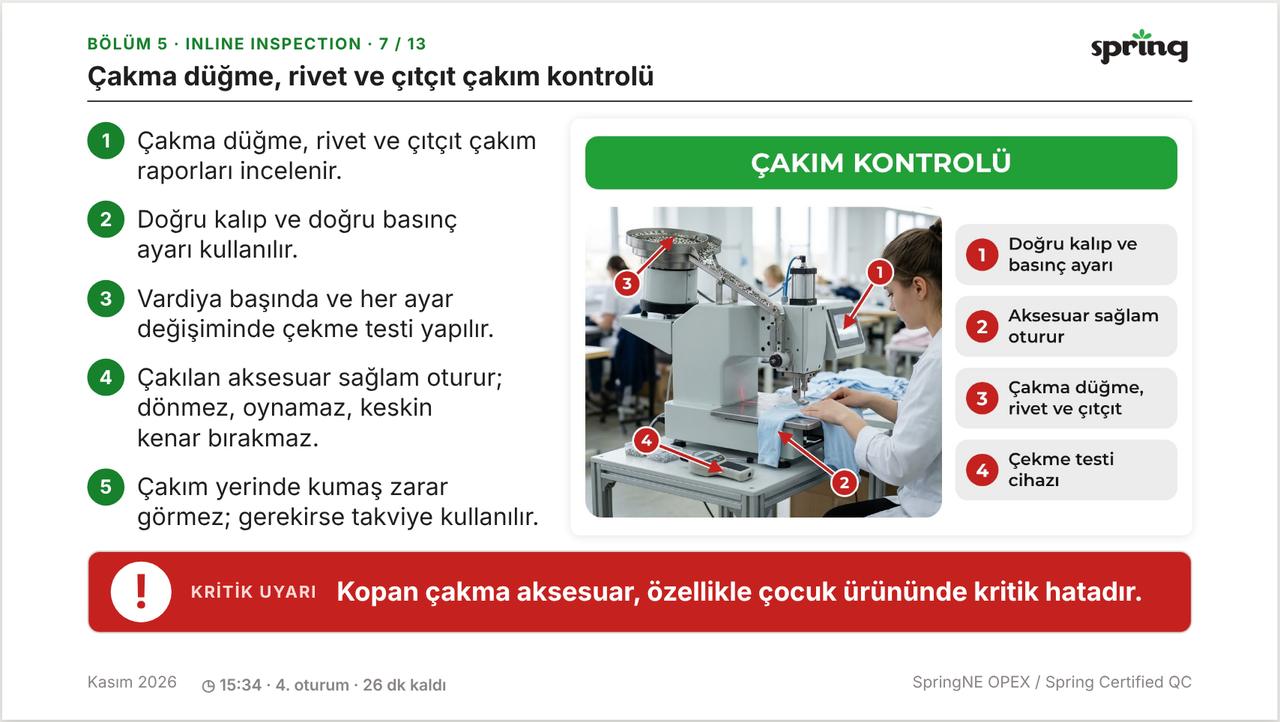 BÖLÜM 5 · INLINE INSPECTION · 7 / 13
spring
Çakma düğme, rivet ve çıtçıt çakım kontrolü
1 Çakma düğme, rivet ve çıtçıt çakım
raporları incelenir.
2 Doğru kalıp ve doğru basınç
ayarı kullanılır.
3 Vardiya başında ve her ayar
değişiminde çekme testi yapılır.
4 Çakılan aksesuar sağlam oturur;
dönmez, oynamaz, keskin
kenar bırakmaz.
5 Çakım yerinde kumaş zarar
görmez; gerekirse takviye kullanılır.
ÇAKIM KONTROLÜ
3
1
4
2
1 Doğru kalıp ve
basınç ayarı
2 Aksesuar sağlam
oturur
3 Çakma düğme,
rivet ve çıtçıt
4 Çekme testi
cihazı
! KRİTİK UYARI Kopan çakma aksesuar, özellikle çocuk ürününde kritik hatadır.
Kasım 2026 ◷ 15:34 · 4. oturum · 26 dk kaldı
SpringNE OPEX / Spring Certified QC